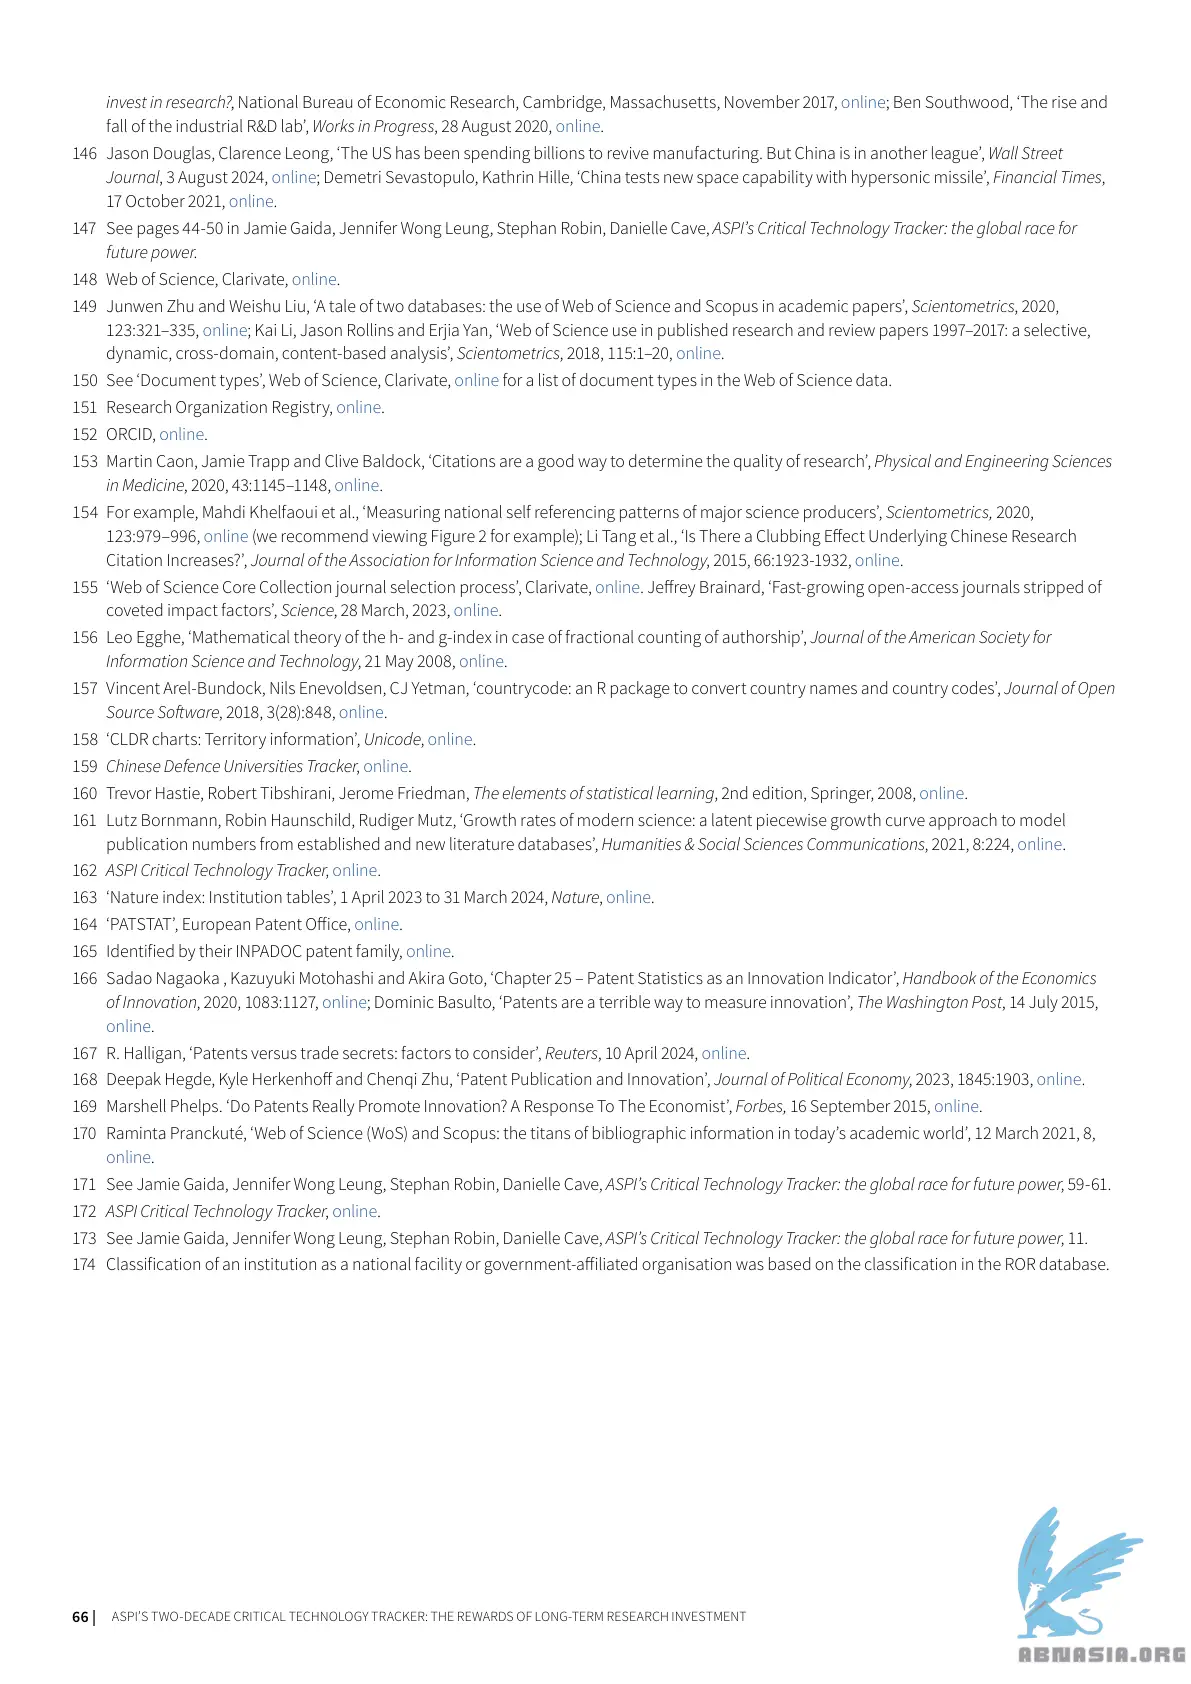 invest in research?, National Bureau of Economic Research, Cambridge, Massachusetts, November 2017, online; Ben Southwood, ‘The rise and
fall of the industrial R&D lab’, Works in Progress, 28 August 2020, online.
146 Jason Douglas, Clarence Leong, ‘The US has been spending billions to revive manufacturing. But China is in another league’, Wall Street
Journal, 3 August 2024, online; Demetri Sevastopulo, Kathrin Hille, ‘China tests new space capability with hypersonic missile’, Financial Times,
17 October 2021, online.
147 See pages 44-50 in Jamie Gaida, Jennifer Wong Leung, Stephan Robin, Danielle Cave, ASPI’s Critical Technology Tracker: the global race for
future power.
148 Web of Science, Clarivate, online.
149 Junwen Zhu and Weishu Liu, ‘A tale of two databases: the use of Web of Science and Scopus in academic papers’, Scientometrics, 2020,
123:321–335, online; Kai Li, Jason Rollins and Erjia Yan, ‘Web of Science use in published research and review papers 1997–2017: a selective,
dynamic, cross-domain, content-based analysis’, Scientometrics, 2018, 115:1–20, online.
150 See ‘Document types’, Web of Science, Clarivate, online for a list of document types in the Web of Science data.
151 Research Organization Registry, online.
152 ORCID, online.
153 Martin Caon, Jamie Trapp and Clive Baldock, ‘Citations are a good way to determine the quality of research’, Physical and Engineering Sciences
in Medicine, 2020, 43:1145–1148, online.
154 For example, Mahdi Khelfaoui et al., ‘Measuring national self referencing patterns of major science producers’, Scientometrics, 2020,
123:979–996, online (we recommend viewing Figure 2 for example); Li Tang et al., ‘Is There a Clubbing Effect Underlying Chinese Research
Citation Increases?’, Journal of the Association for Information Science and Technology, 2015, 66:1923-1932, online.
155 ‘Web of Science Core Collection journal selection process’, Clarivate, online. Jeffrey Brainard, ‘Fast-growing open-access journals stripped of
coveted impact factors’, Science, 28 March, 2023, online.
156 Leo Egghe, ‘Mathematical theory of the h- and g-index in case of fractional counting of authorship’, Journal of the American Society for
Information Science and Technology, 21 May 2008, online.
157 Vincent Arel-Bundock, Nils Enevoldsen, CJ Yetman, ‘countrycode: an R package to convert country names and country codes’, Journal of Open
Source Software, 2018, 3(28):848, online.
158 ‘CLDR charts: Territory information’, Unicode, online.
159 Chinese Defence Universities Tracker, online.
160 Trevor Hastie, Robert Tibshirani, Jerome Friedman, The elements of statistical learning, 2nd edition, Springer, 2008, online.
161 Lutz Bornmann, Robin Haunschild, Rudiger Mutz, ‘Growth rates of modern science: a latent piecewise growth curve approach to model
publication numbers from established and new literature databases’, Humanities & Social Sciences Communications, 2021, 8:224, online.
162 ASPI Critical Technology Tracker, online.
163 ‘Nature index: Institution tables’, 1 April 2023 to 31 March 2024, Nature, online.
164 ‘PATSTAT’, European Patent Office, online.
165 Identified by their INPADOC patent family, online.
166 Sadao Nagaoka , Kazuyuki Motohashi and Akira Goto, ‘Chapter 25 – Patent Statistics as an Innovation Indicator’, Handbook of the Economics
of Innovation, 2020, 1083:1127, online; Dominic Basulto, ‘Patents are a terrible way to measure innovation’, The Washington Post, 14 July 2015,
online.
167 R. Halligan, ‘Patents versus trade secrets: factors to consider’, Reuters, 10 April 2024, online.
168 Deepak Hegde, Kyle Herkenhoff and Chenqi Zhu, ‘Patent Publication and Innovation’, Journal of Political Economy, 2023, 1845:1903, online.
169 Marshell Phelps. ‘Do Patents Really Promote Innovation? A Response To The Economist’, Forbes, 16 September 2015, online.
170 Raminta Pranckuté, ‘Web of Science (WoS) and Scopus: the titans of bibliographic information in today’s academic world’, 12 March 2021, 8,
online.
171 See Jamie Gaida, Jennifer Wong Leung, Stephan Robin, Danielle Cave, ASPI’s Critical Technology Tracker: the global race for future power, 59-61.
172 ASPI Critical Technology Tracker, online.
173 See Jamie Gaida, Jennifer Wong Leung, Stephan Robin, Danielle Cave, ASPI’s Critical Technology Tracker: the global race for future power, 11.
174 Classification of an institution as a national facility or government-affiliated organisation was based on the classification in the ROR database.
66 | ASPI’S TWO-DECADE CRITICAL TECHNOLOGY TRACKER: THE REWARDS OF LONG-TERM RESEARCH INVESTMENT
ABNASIA.ORG